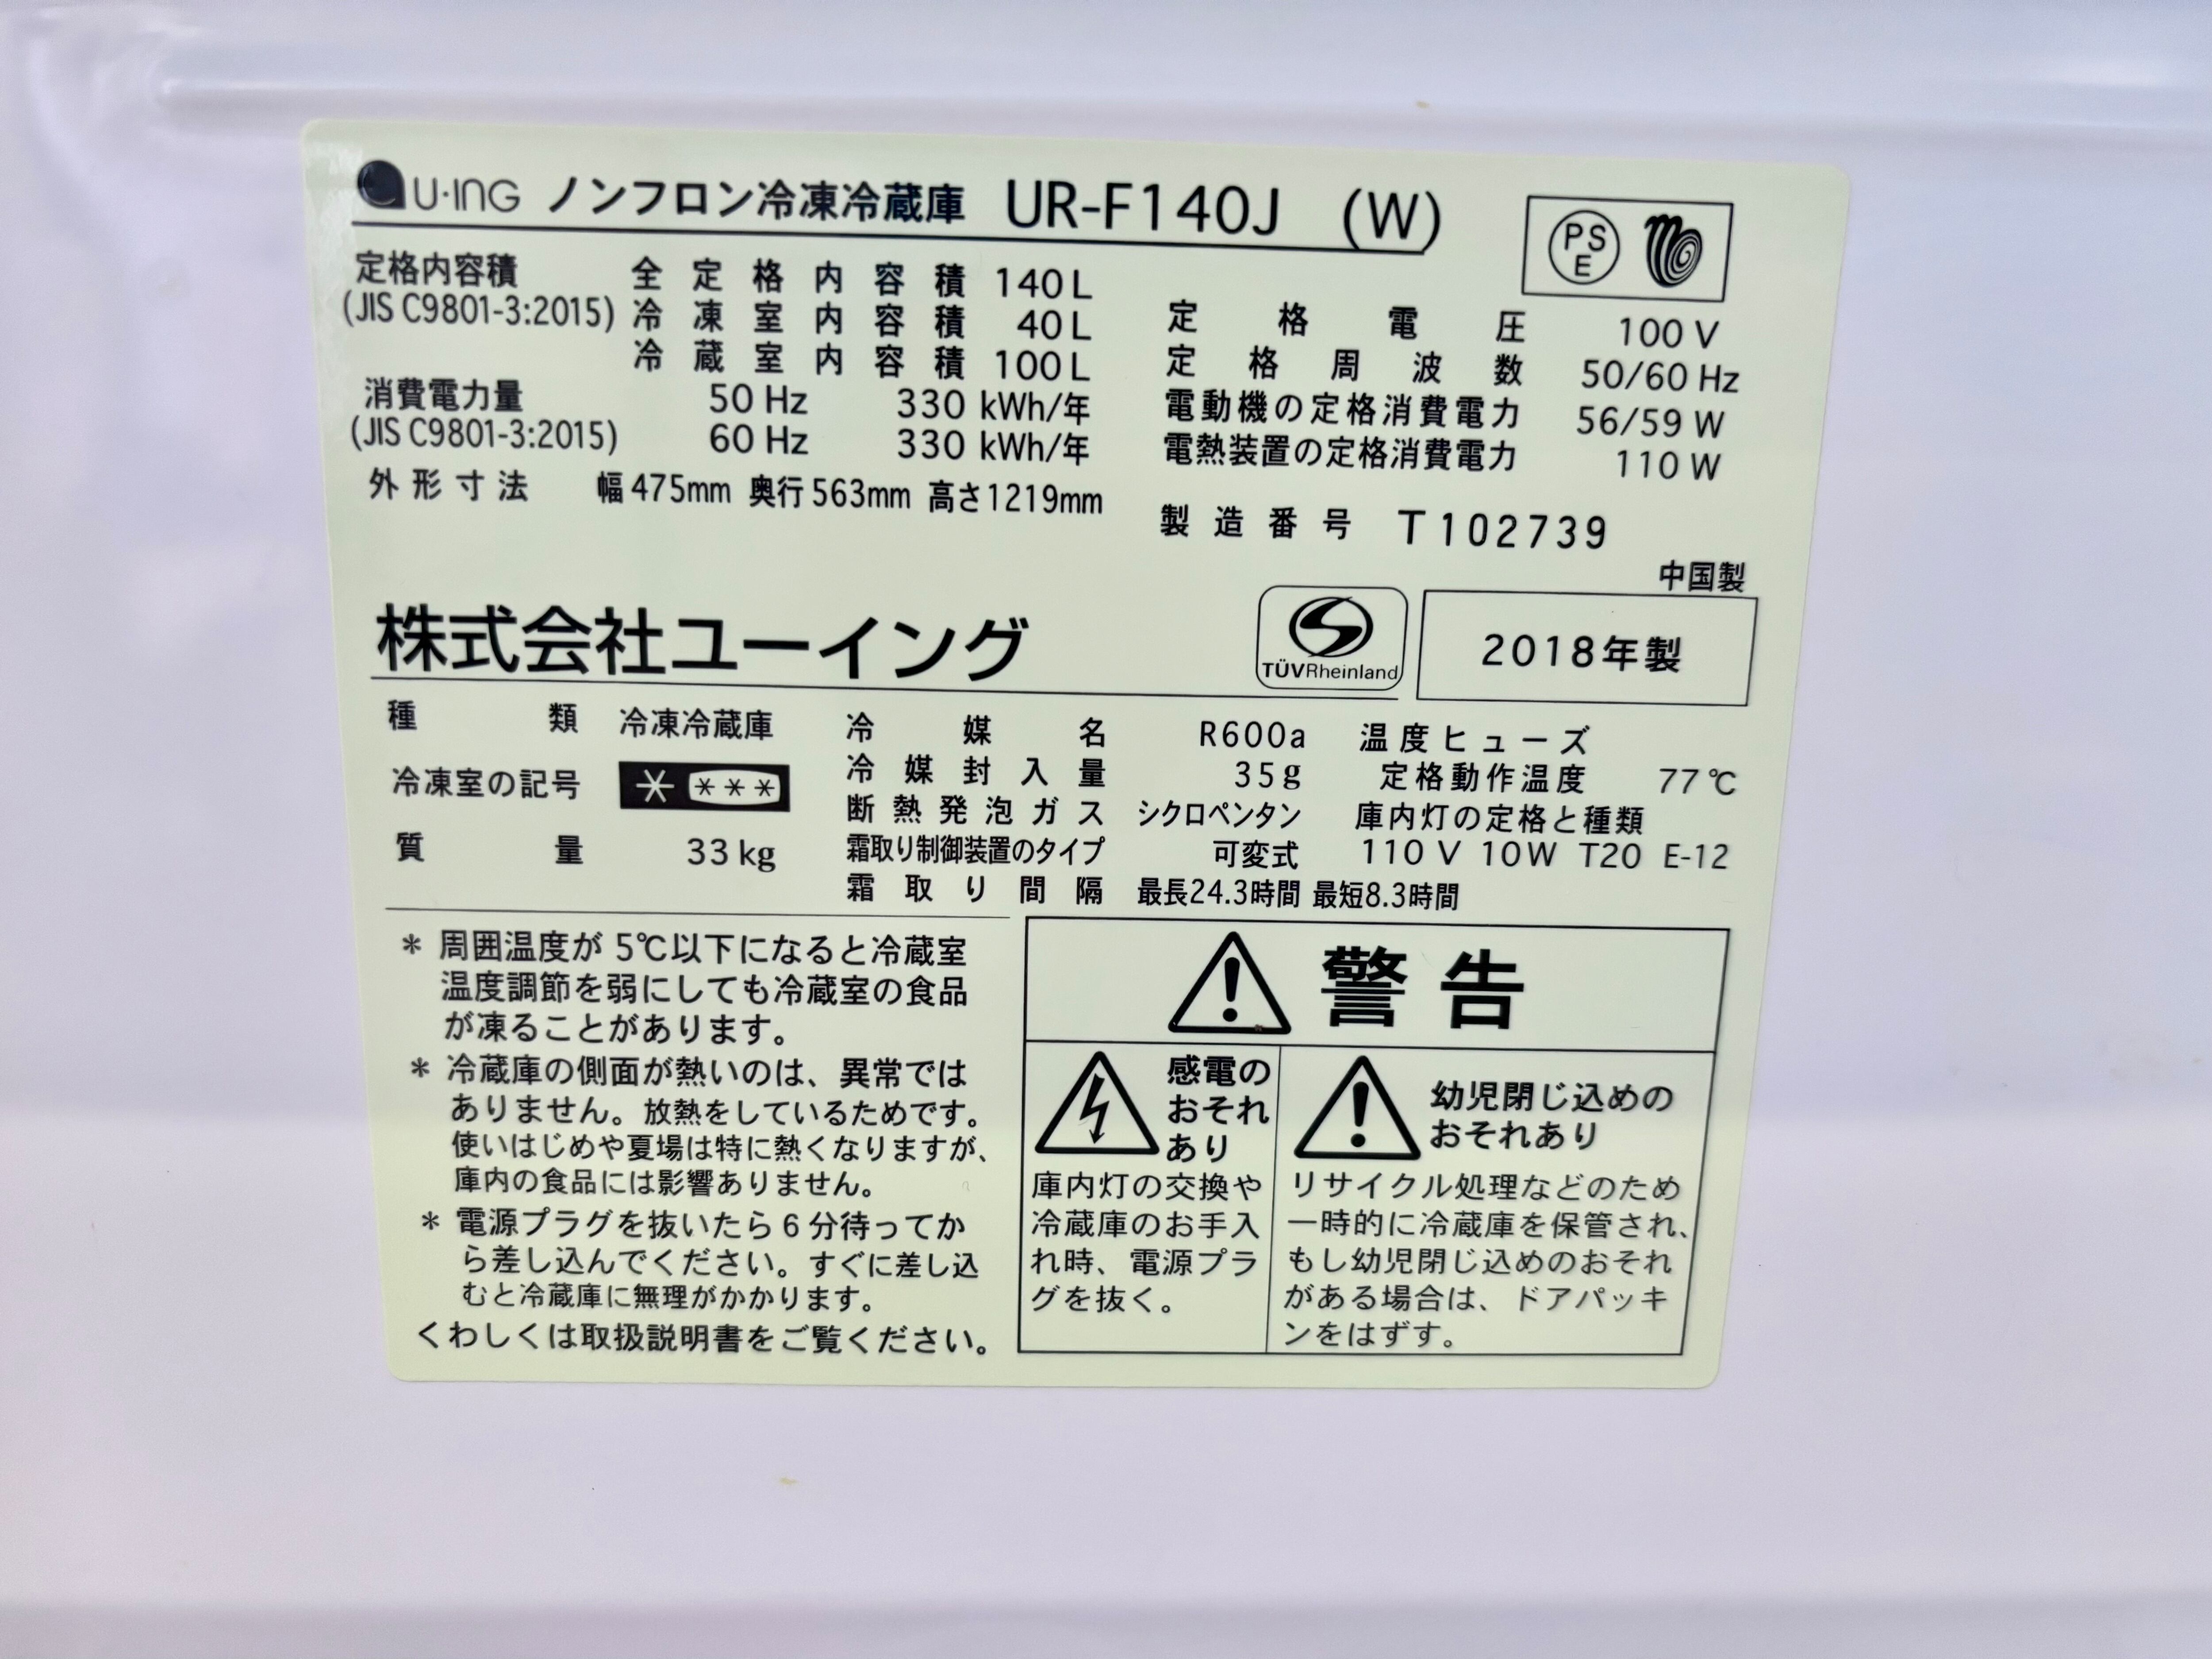 U·ING ノンフロン冷凍冷蔵庫 UR-F140J (W)
PSE
定格内容積 全定格内容積 140L
(JIS C9801-3:2015) 冷凍室内容積 40L
冷蔵室内容積 100L
消費電力量 50 Hz 330 kWh/年
(JIS C9801-3:2015) 60 Hz 330 kWh/年
外形寸法 幅475mm 奥行563mm 高さ1219mm
定格電圧 100 V
定格周波数 50/60 Hz
電動機の定格消費電力 56/59 W
電熱装置の定格消費電力 110 W
製造番号 T102739
中国製
株式会社ユーイング
TÜVRheinland
2018年製
種類 冷凍冷蔵庫
冷凍室の記号 * ***
質量 33kg
冷媒名 R600a
冷媒封入量 35g
断熱発泡ガス シクロペンタン
霜取り制御装置のタイプ 可変式
霜取り間隔 最長24.3時間 最短8.3時間
温度ヒューズ
定格動作温度 77℃
庫内灯の定格と種類
110 V 10W T20 E-12
* 周囲温度が 5℃以下になると冷蔵室
温度調節を弱にしても冷蔵室の食品
が凍ることがあります。
* 冷蔵庫の側面が熱いのは、異常では
ありません。放熱をしているためです。
使いはじめや夏場は特に熱くなりますが、
庫内の食品には影響ありません。
* 電源プラグを抜いたら6分待ってか
ら差し込んでください。すぐに差し込
むと冷蔵庫に無理がかかります。
くわしくは取扱説明書をご覧ください。
警告
感電の
おそれ
あり
庫内灯の交換や
冷蔵庫のお手入
れ時、電源プラ
グを抜く。
幼児閉じ込めの
おそれあり
リサイクル処理などのため
一時的に冷蔵庫を保管され、
もし幼児閉じ込めのおそれ
がある場合は、ドアパッキ
ンをはずす。